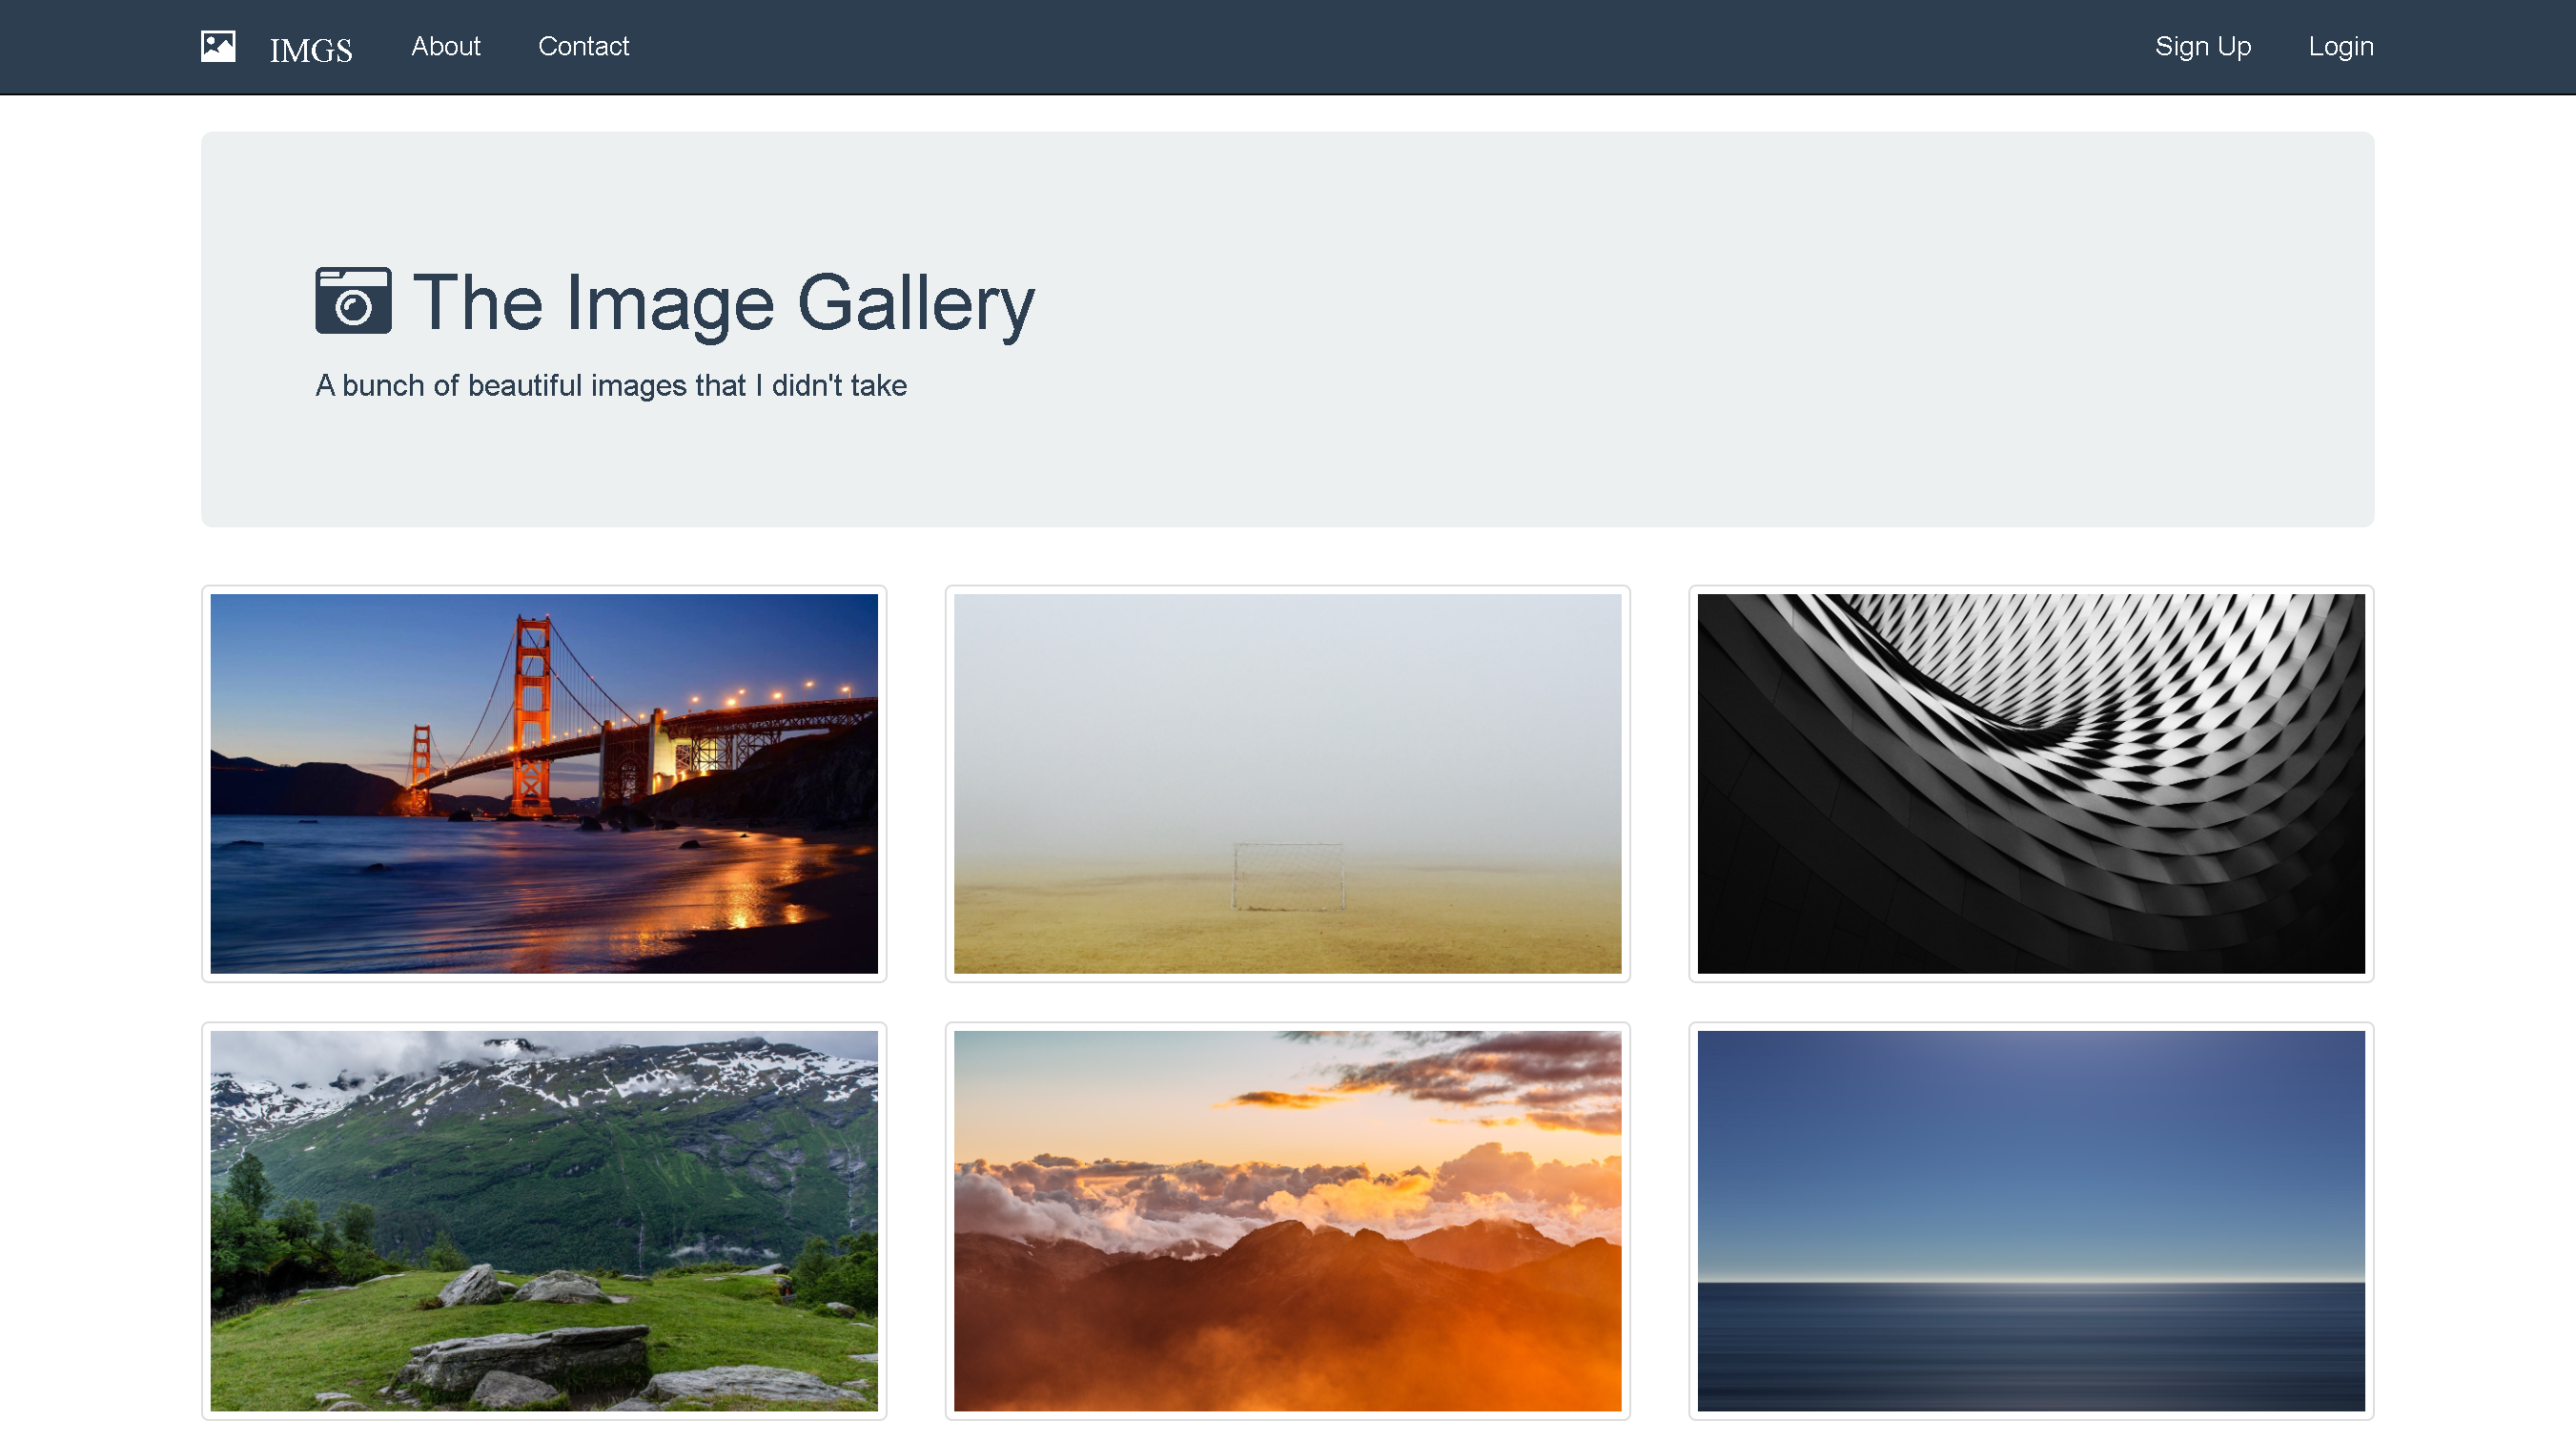 IMGS About Contact Sign Up Login
The Image Gallery
A bunch of beautiful images that I didn't take